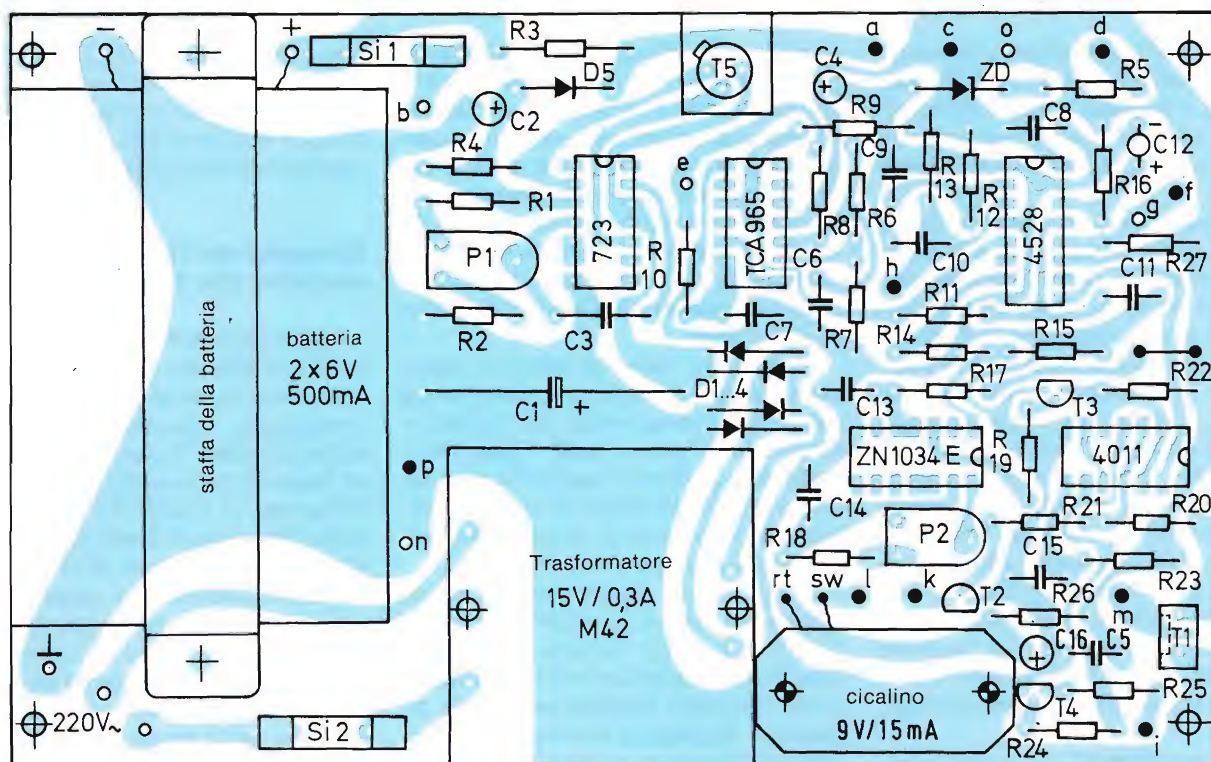 -
+
Si 1
R3
D5
T5
C4
a
c
o
d
ZD
R5
b
C2
R9
C9
C8
C12
-
+
R4
e
R 13
R 12
R16
f
R1
723
TCA965
R8
R6
4528
g
P1
R 10
C6
h
C10
C11
R27
R2
C3
C7
R7
R14
R11
R15
batteria
2x6V
500mA
staffa della batteria
C1
+
D1...4
C13
R17
T3
R22
ZN1034 E
R 19
4011
p
C14
R21
R20
n
Trasformatore
15V/0,3A
M42
R18
P2
C15
R23
rt
sw
l
k
T2
R26
m
C16
C5
T1
cicalino
9V/15mA
T4
R25
220V~
Si 2
R24
i